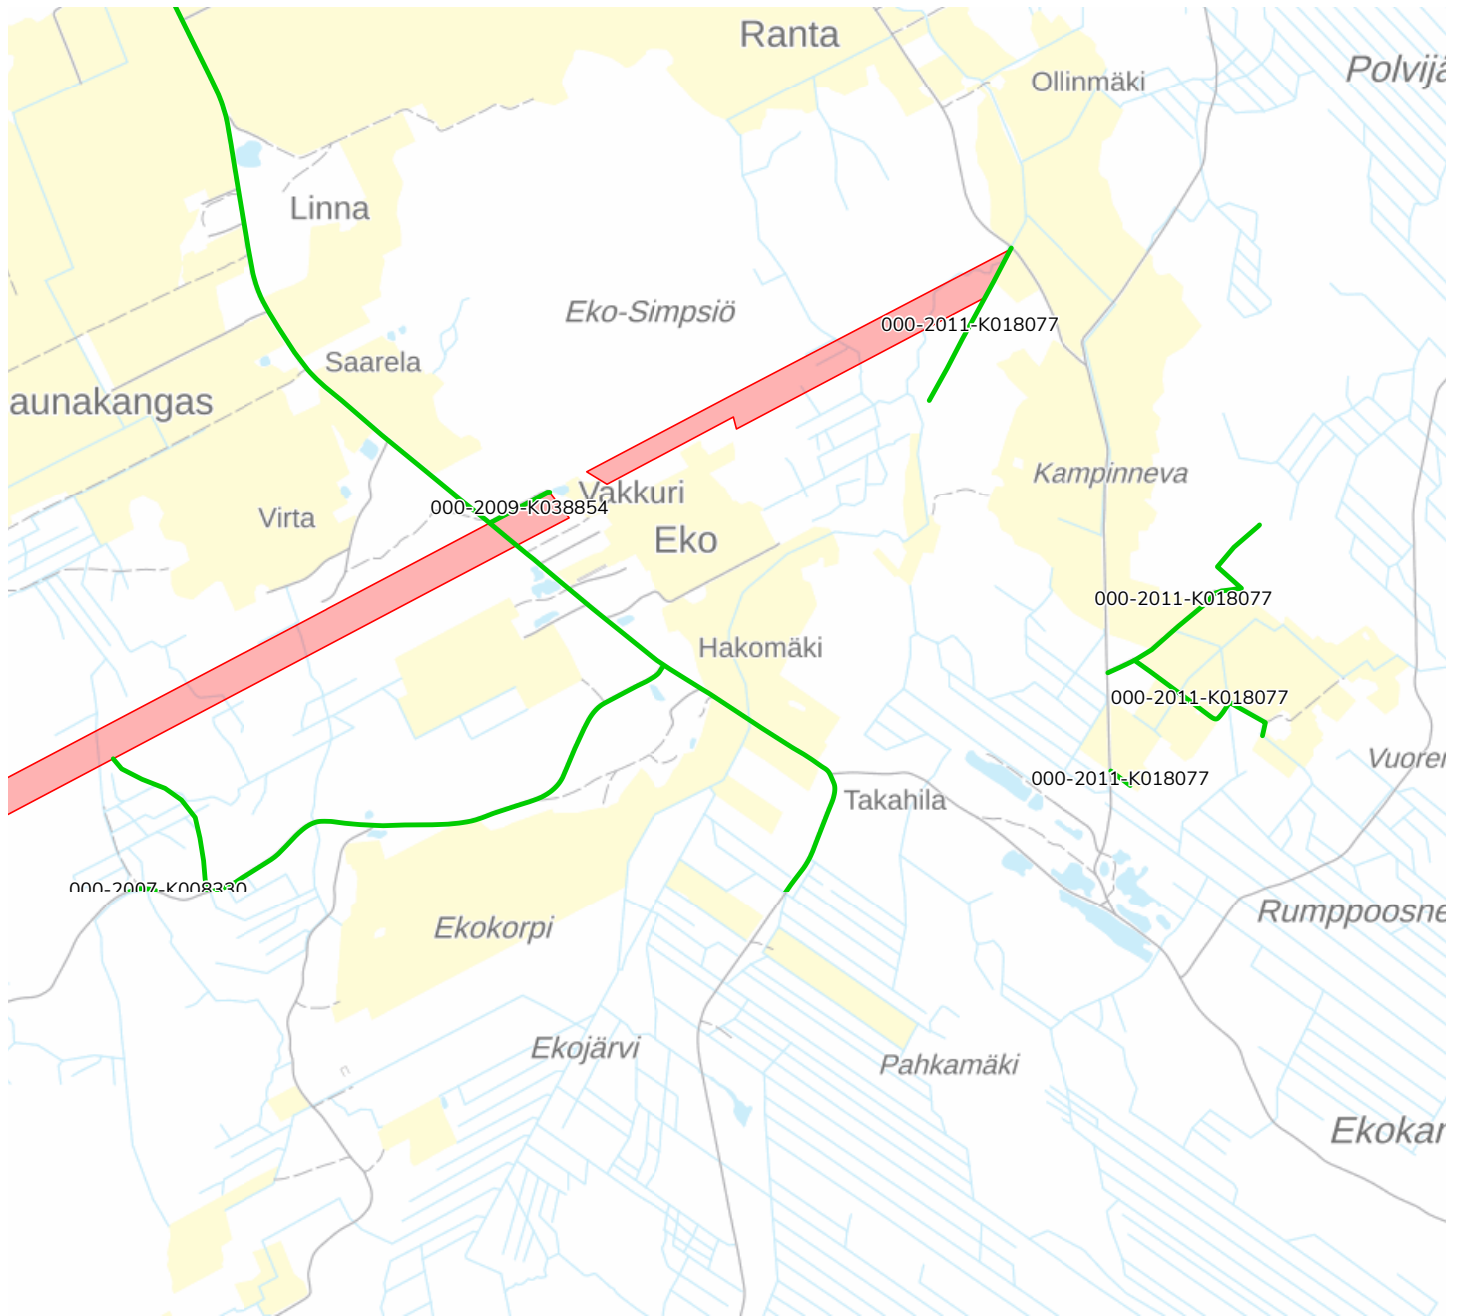 Ranta
Polvijä
Ollinmäki
Linna
Eko-Simpsiö
000-2011-K018077
Saarela
aunakangas
Kampinneva
Vakkuri
000-2009-K038854
Virta
Eko
000-2011-K018077
Hakomäki
000-2011-K018077
Vuorer
000-2011-K018077
Takahila
000-2007-K008330
Rumppoosne
Ekokorpi
Ekojärvi
Pahkamäki
Ekokar